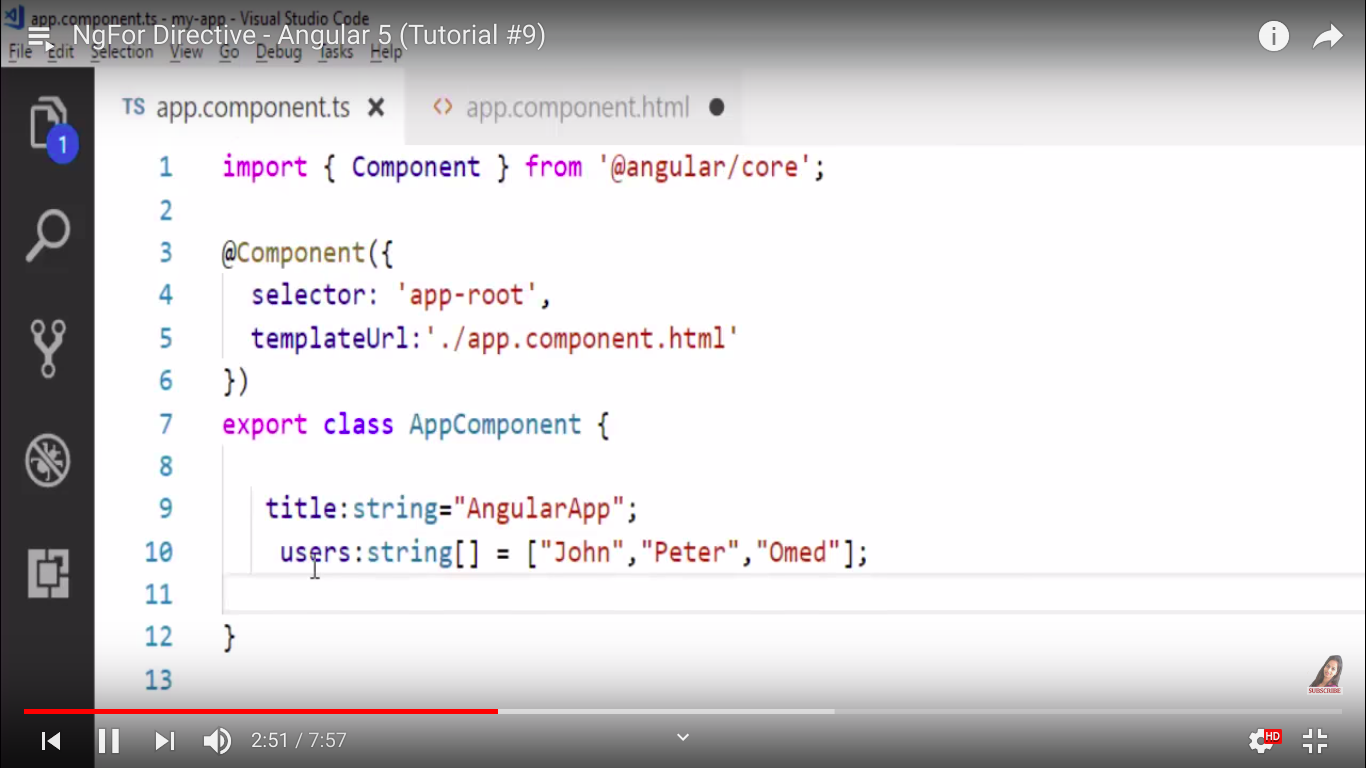 app.component.ts - my-app - Visual Studio Code
NgFor Directive - Angular 5 (Tutorial #9)
File Edit Selection View Go Debug Tasks Help
TS app.component.ts × <> app.component.html ●
1
1 import { Component } from '@angular/core';
2
3 @Component({
4 selector: 'app-root',
5 templateUrl:'./app.component.html'
6 })
7 export class AppComponent {
8
9 title:string="AngularApp";
10 users:string[] = ["John","Peter","Omed"];
11
12 }
13
SUBSCRIBE
2:51 / 7:57
HD